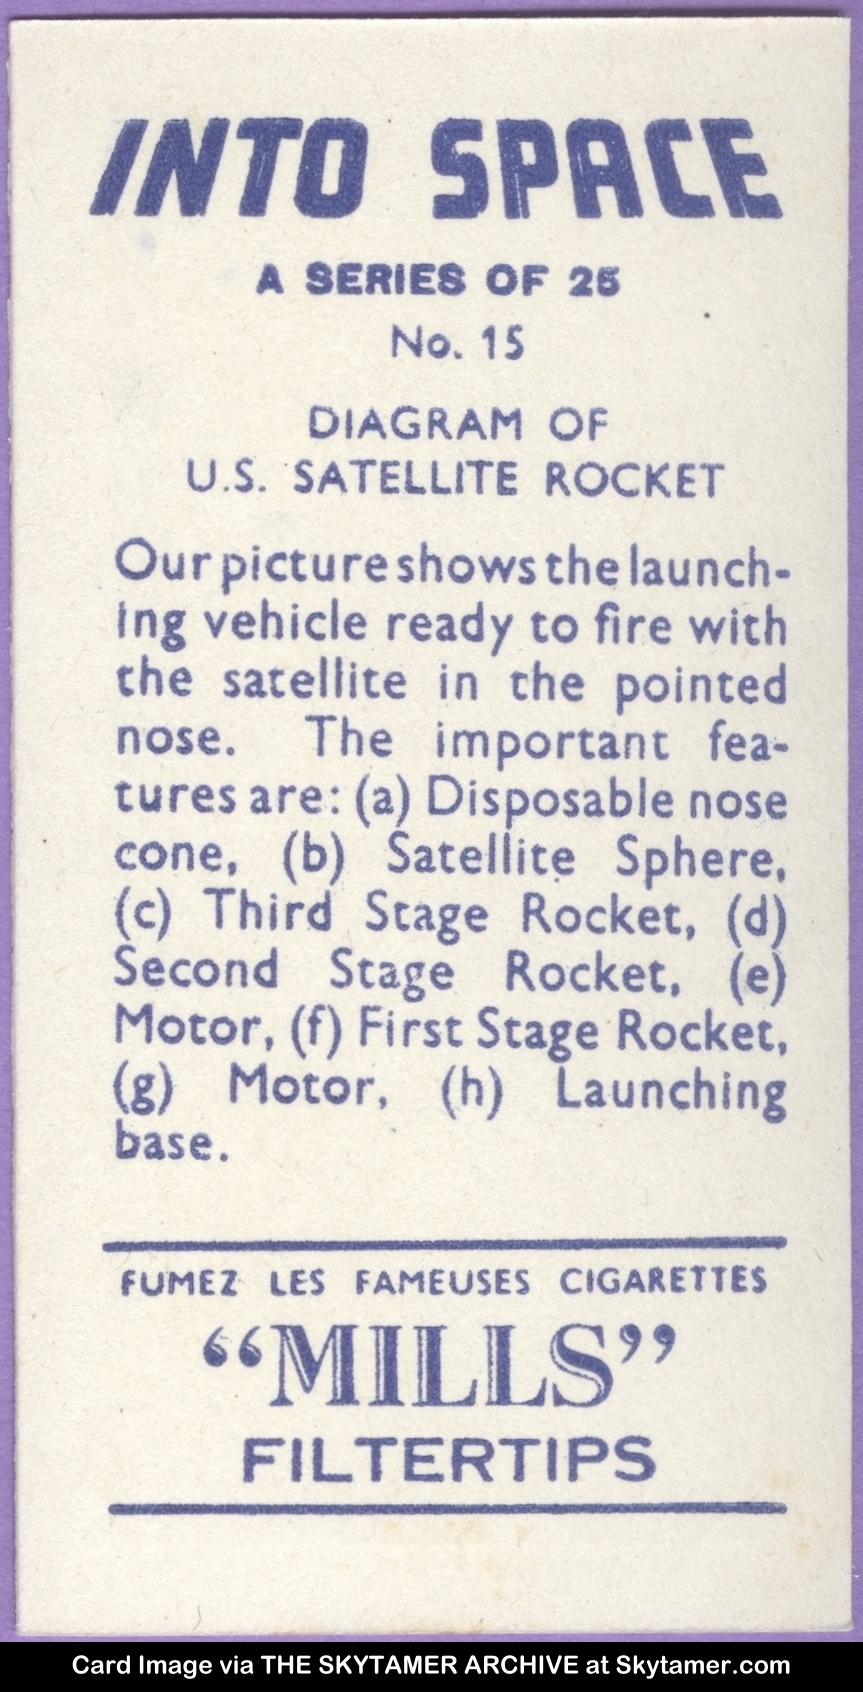 INTO SPACE
A SERIES OF 25
No. 15
DIAGRAM OF
U.S. SATELLITE ROCKET
Our picture shows the launch-
ing vehicle ready to fire with
the satellite in the pointed
nose. The important fea-
tures are: (a) Disposable nose
cone, (b) Satellite Sphere,
(c) Third Stage Rocket, (d)
Second Stage Rocket, (e)
Motor, (f) First Stage Rocket,
(g) Motor, (h) Launching
base.
FUMEZ LES FAMEUSES CIGARETTES
“MILLS”
FILTERTIPS
Card Image via THE SKYTAMER ARCHIVE at Skytamer.com